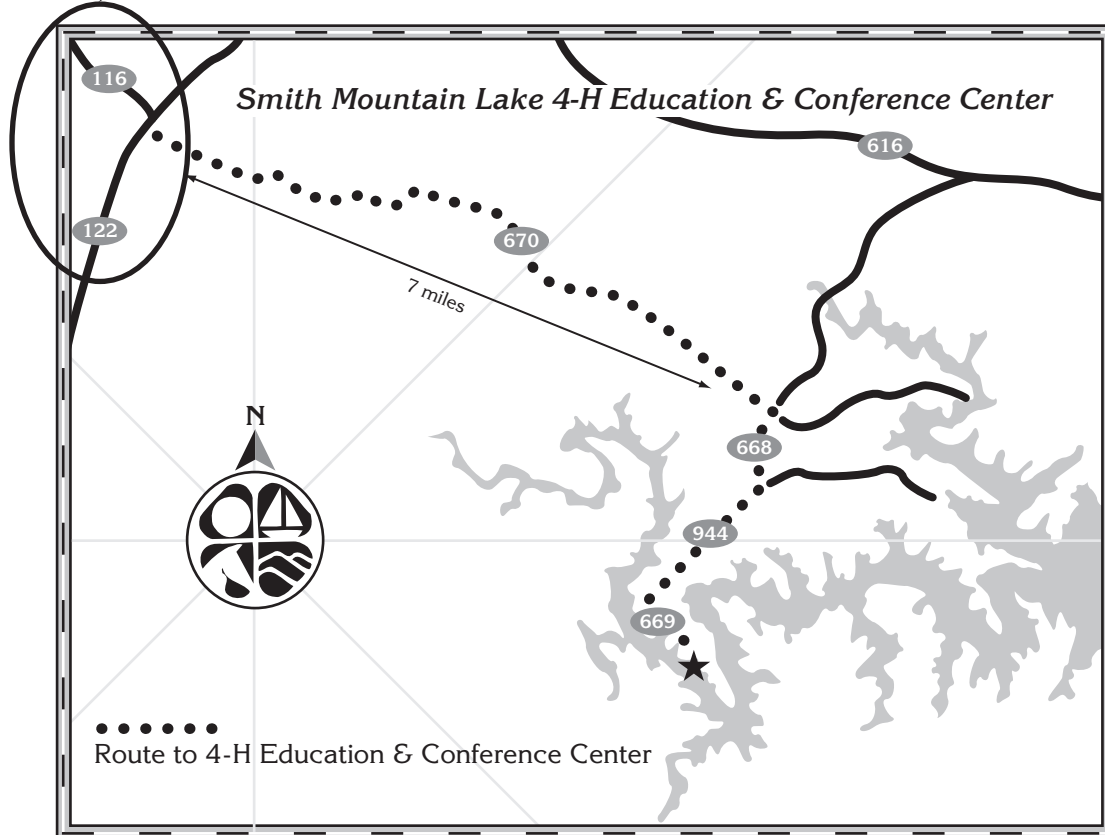 116
Smith Mountain Lake 4-H Education & Conference Center
616
122
670
7 miles
N
668
944
669
Route to 4-H Education & Conference Center